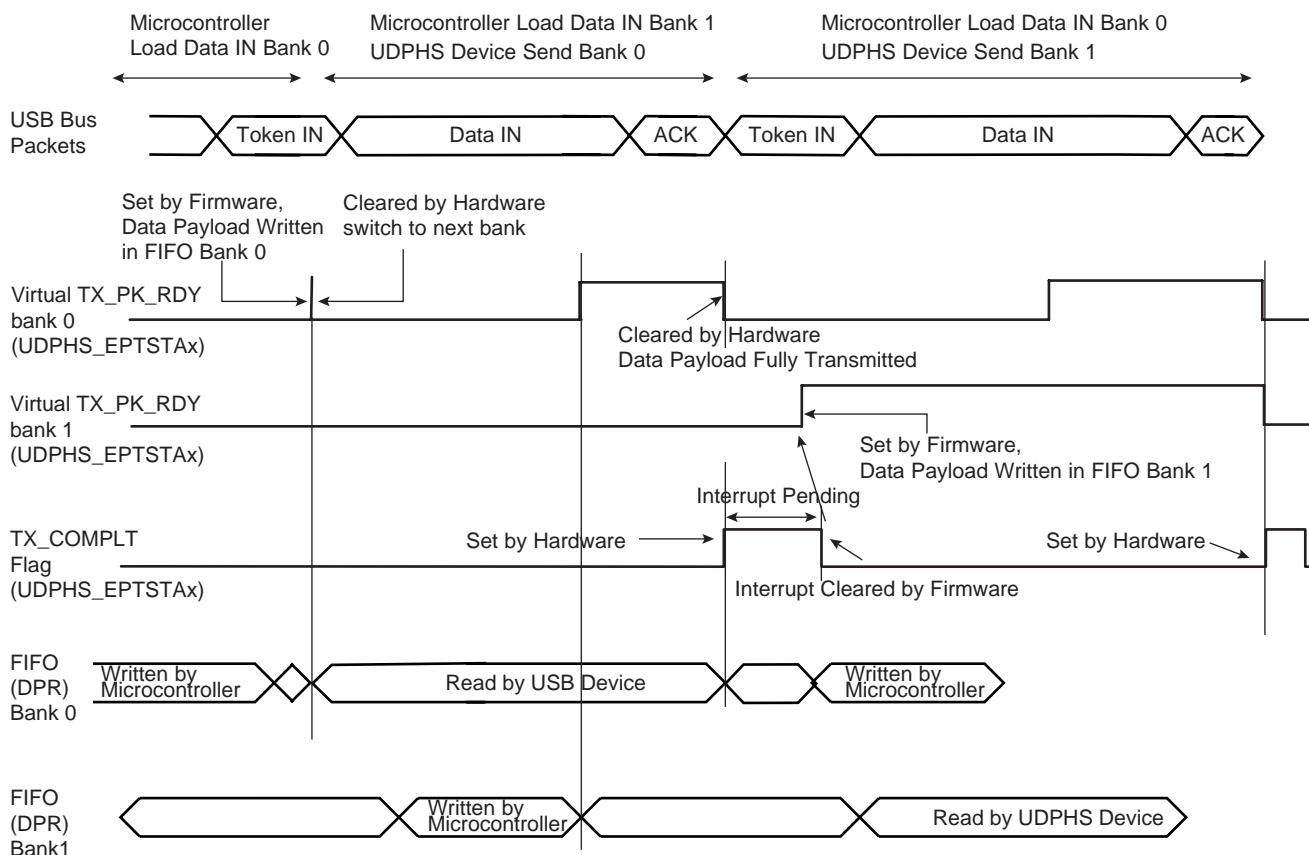 Microcontroller
Load Data IN Bank 0
Microcontroller Load Data IN Bank 1
UDPHS Device Send Bank 0
Microcontroller Load Data IN Bank 0
UDPHS Device Send Bank 1
USB Bus
Packets
Token IN
Data IN
ACK
Token IN
Data IN
ACK
Set by Firmware,
Data Payload Written
in FIFO Bank 0
Cleared by Hardware
switch to next bank
Virtual TX_PK_RDY
bank 0
(UDPHS_EPTSTAx)
Cleared by Hardware
Data Payload Fully Transmitted
Virtual TX_PK_RDY
bank 1
(UDPHS_EPTSTAx)
Set by Firmware,
Data Payload Written in FIFO Bank 1
Interrupt Pending
TX_COMPLT
Flag
(UDPHS_EPTSTAx)
Set by Hardware
Set by Hardware
Interrupt Cleared by Firmware
FIFO
(DPR)
Bank 0
Written by
Microcontroller
Read by USB Device
Written by
Microcontroller
FIFO
(DPR)
Bank1
Written by
Microcontroller
Read by UDPHS Device